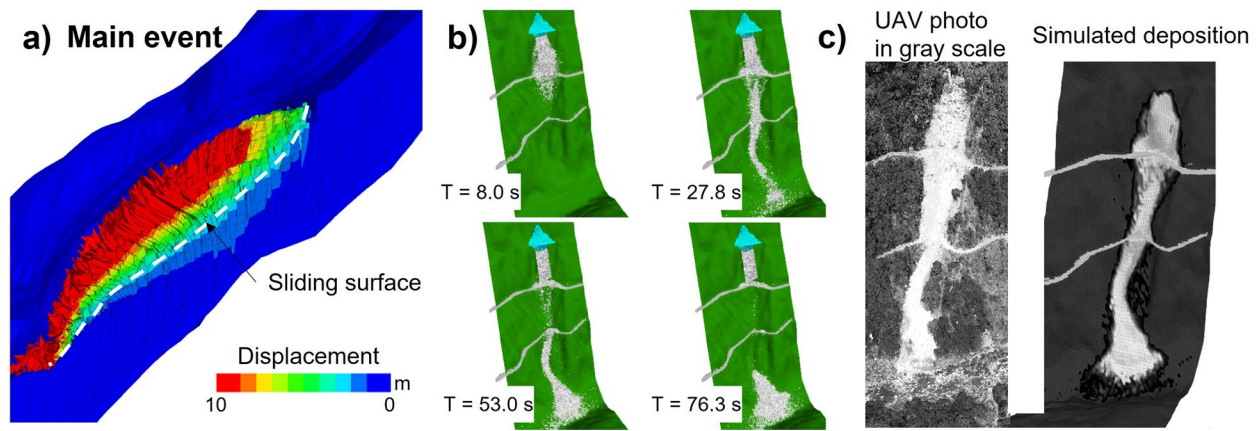 a) Main event
Sliding surface
Displacement
m
10
0
b)
T = 8.0 s
T = 27.8 s
T = 53.0 s
T = 76.3 s
c)
UAV photo
in gray scale
Simulated deposition